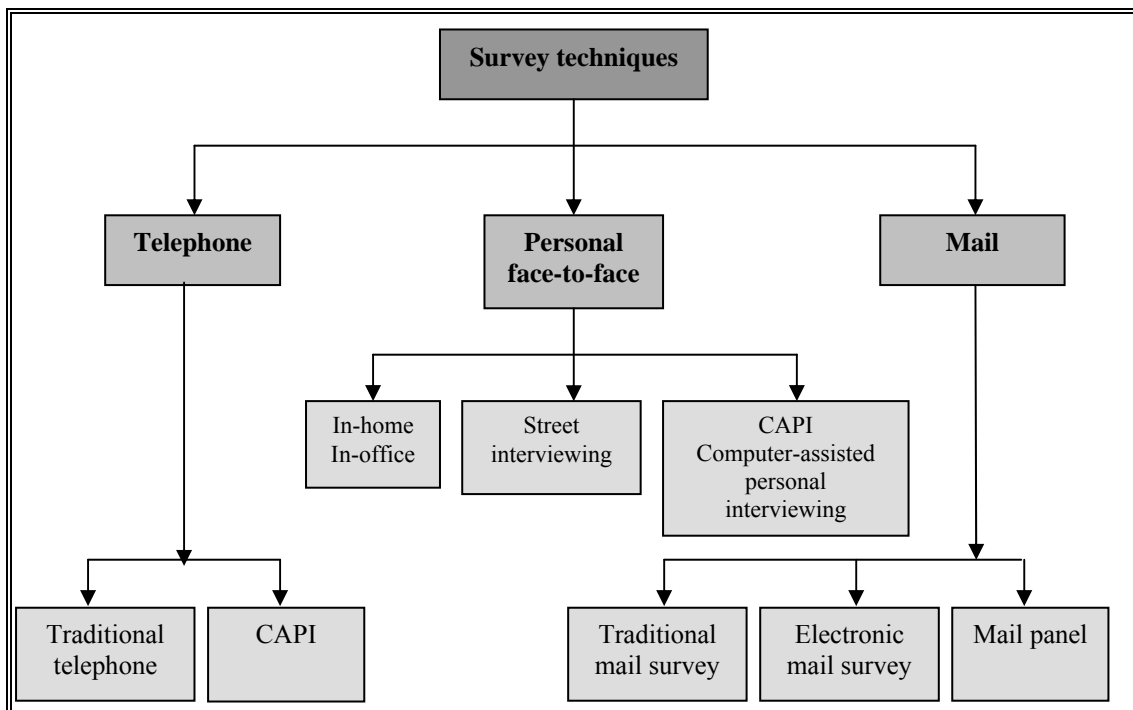 Survey techniques
Telephone
Personal
face-to-face
Mail
In-home
In-office
Street
interviewing
CAPI
Computer-assisted
personal
interviewing
Traditional
telephone
CAPI
Traditional
mail survey
Electronic
mail survey
Mail panel